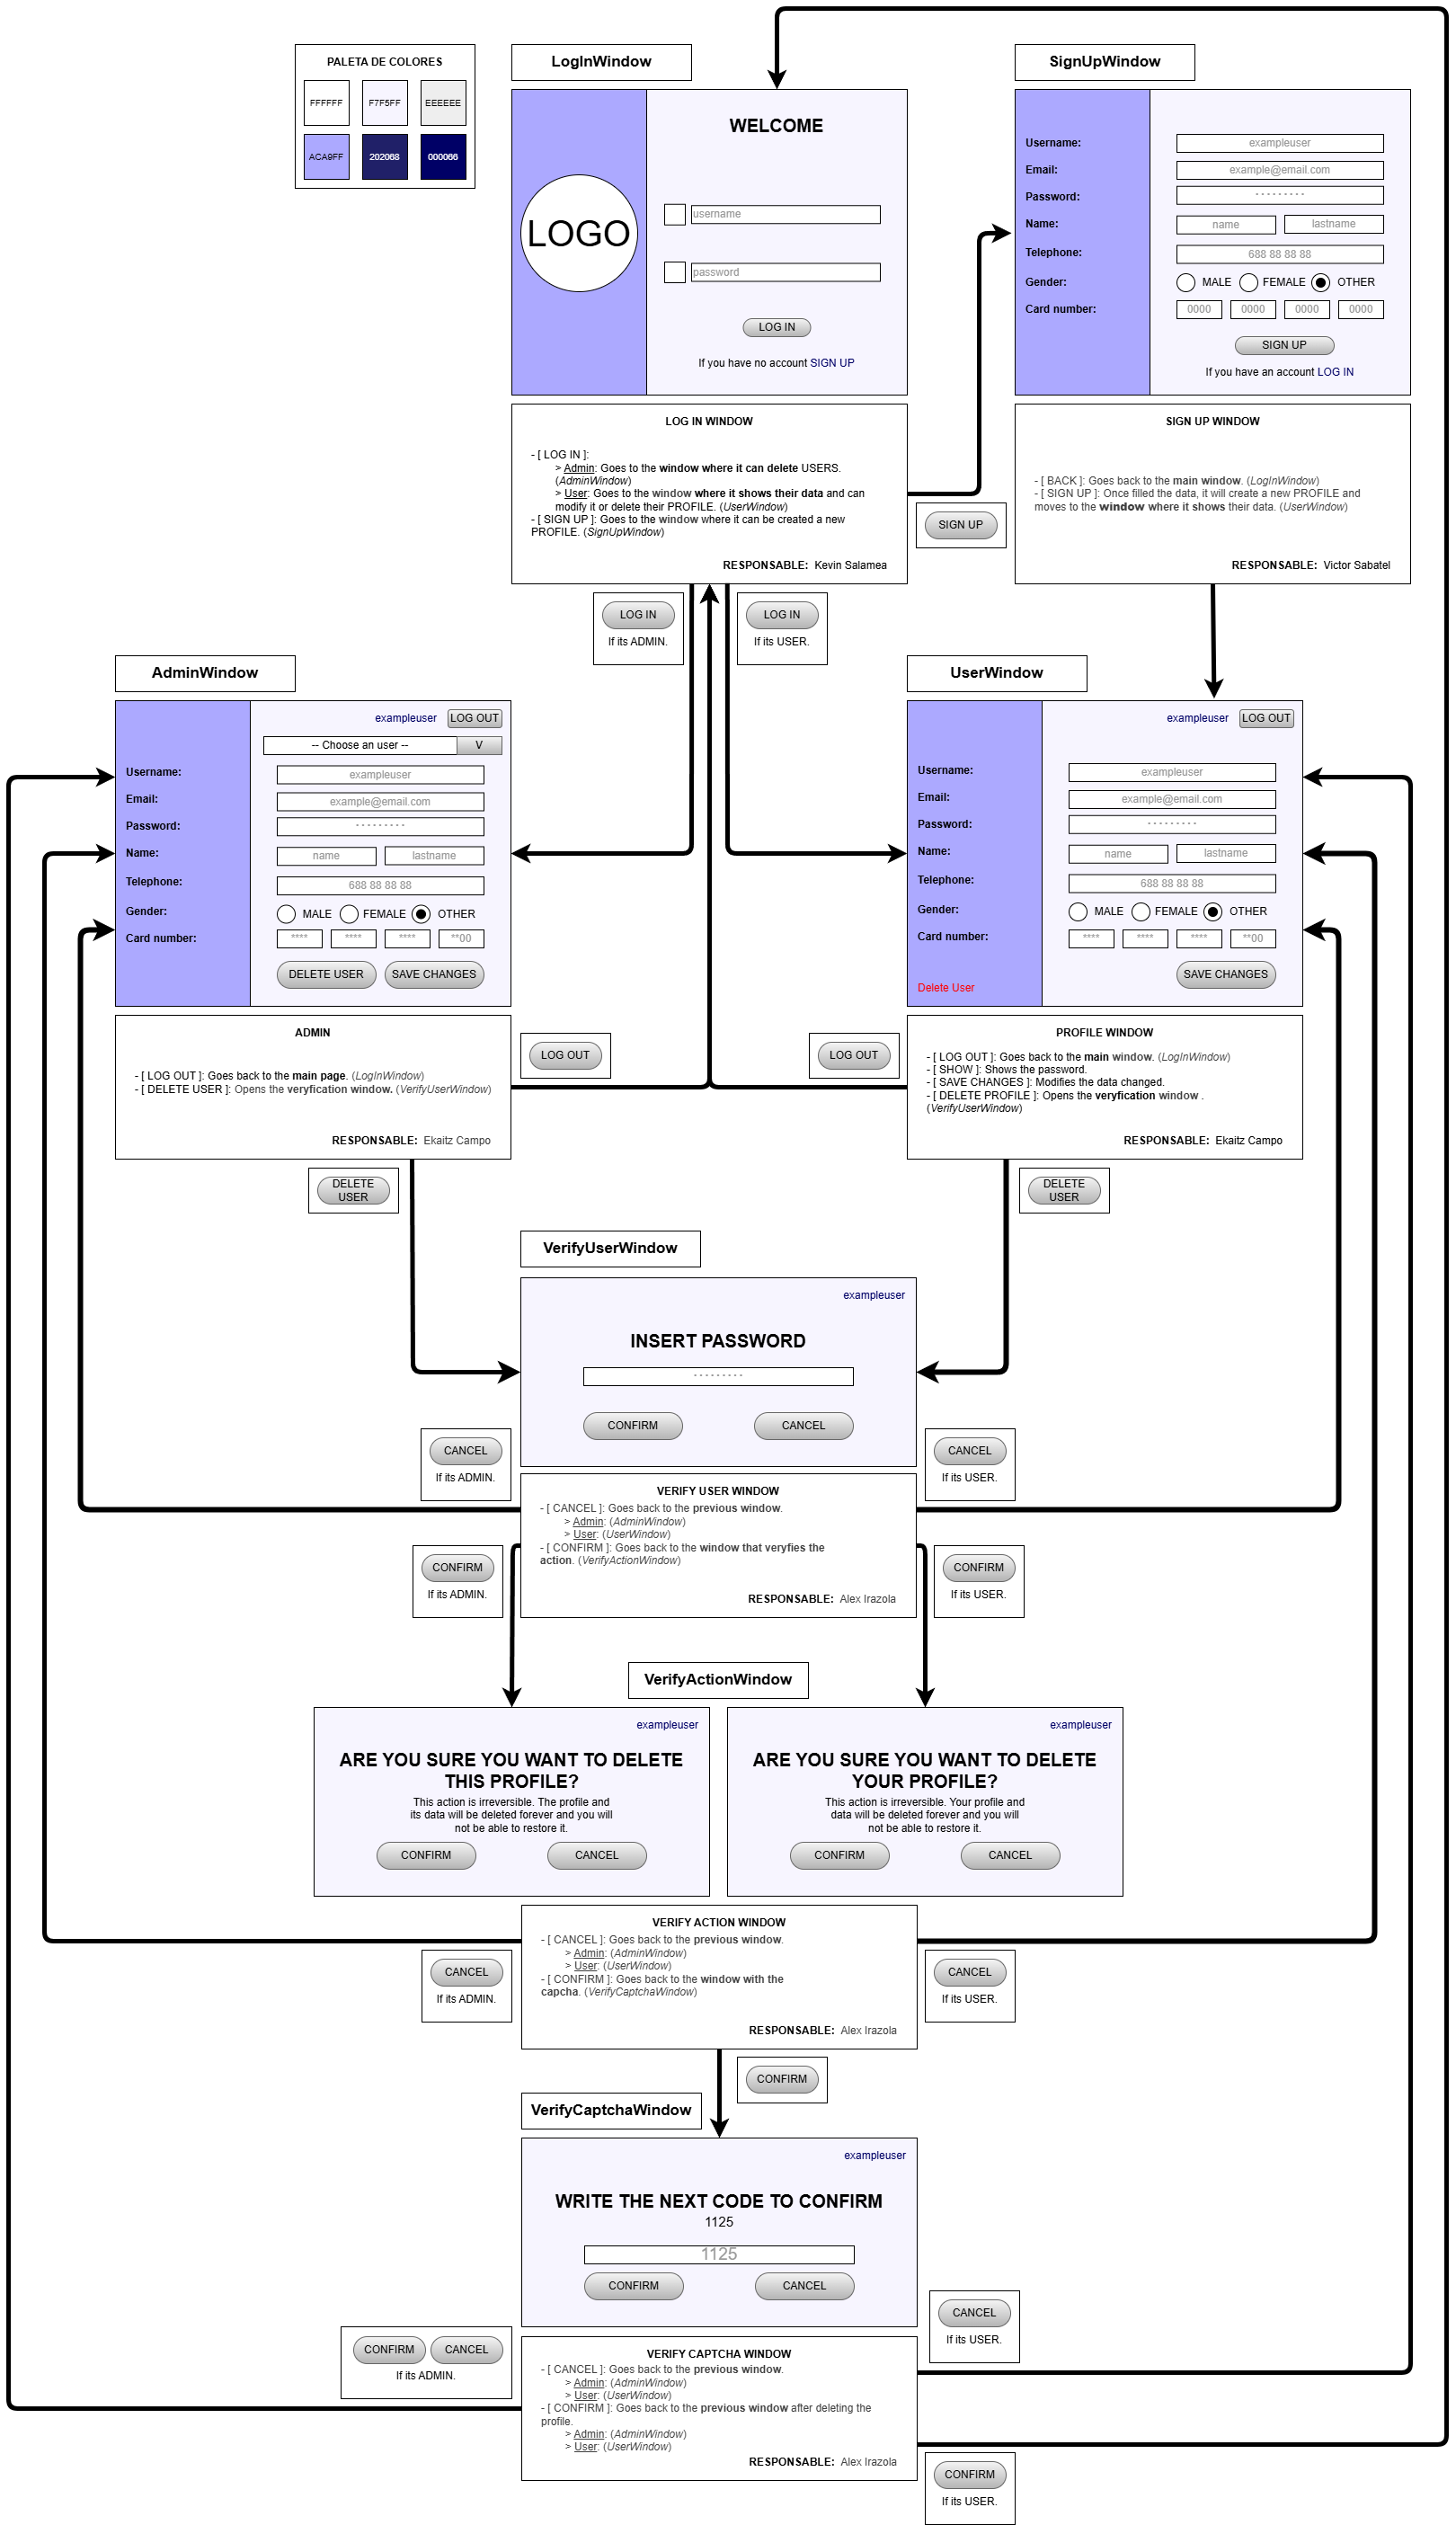 PALETA DE COLORES
FFFFFF
F7F5FF
EEEEEE
ACA9FF
202068
000066
LogInWindow
WELCOME
LOGO
username
password
LOG IN
If you have no account SIGN UP
LOG IN WINDOW
- [ LOG IN ]:
> Admin: Goes to the window where it can delete USERS.
(AdminWindow)
> User: Goes to the window where it shows their data and can
modify it or delete their PROFILE. (UserWindow)
- [ SIGN UP ]: Goes to the window where it can be created a new
PROFILE. (SignUpWindow)
RESPONSABLE: Kevin Salamea
SIGN UP
SignUpWindow
Username:
exampleuser
Email:
example@email.com
Password:
* * * * * * * * *
Name:
name
lastname
Telephone:
688 88 88 88
Gender:
MALE
FEMALE
OTHER
Card number:
0000
0000
0000
0000
SIGN UP
If you have an account LOG IN
SIGN UP WINDOW
- [ BACK ]: Goes back to the main window. (LogInWindow)
- [ SIGN UP ]: Once filled the data, it will create a new PROFILE and
moves to the window where it shows their data. (UserWindow)
RESPONSABLE: Victor Sabatel
LOG IN
If its ADMIN.
LOG IN
If its USER.
AdminWindow
exampleuser
LOG OUT
-- Choose an user --
V
Username:
exampleuser
Email:
example@email.com
Password:
* * * * * * * * *
Name:
name
lastname
Telephone:
688 88 88 88
Gender:
MALE
FEMALE
OTHER
Card number:
****
****
****
**00
DELETE USER
SAVE CHANGES
ADMIN
- [ LOG OUT ]: Goes back to the main page. (LogInWindow)
- [ DELETE USER ]: Opens the veryfication window. (VerifyUserWindow)
RESPONSABLE: Ekaitz Campo
LOG OUT
UserWindow
exampleuser
LOG OUT
Username:
exampleuser
Email:
example@email.com
Password:
* * * * * * * * *
Name:
name
lastname
Telephone:
688 88 88 88
Gender:
MALE
FEMALE
OTHER
Card number:
****
****
****
**00
SAVE CHANGES
Delete User
LOG OUT
PROFILE WINDOW
- [ LOG OUT ]: Goes back to the main window. (LogInWindow)
- [ SHOW ]: Shows the password.
- [ SAVE CHANGES ]: Modifies the data changed.
- [ DELETE PROFILE ]: Opens the veryfication window .
(VerifyUserWindow)
RESPONSABLE: Ekaitz Campo
DELETE
USER
DELETE
USER
VerifyUserWindow
exampleuser
INSERT PASSWORD
* * * * * * * * *
CONFIRM
CANCEL
CANCEL
If its ADMIN.
CANCEL
If its USER.
VERIFY USER WINDOW
- [ CANCEL ]: Goes back to the previous window.
> Admin: (AdminWindow)
> User: (UserWindow)
- [ CONFIRM ]: Goes back to the window that veryfies the
action. (VerifyActionWindow)
RESPONSABLE: Alex Irazola
CONFIRM
If its ADMIN.
CONFIRM
If its USER.
VerifyActionWindow
exampleuser
ARE YOU SURE YOU WANT TO DELETE
THIS PROFILE?
This action is irreversible. The profile and
its data will be deleted forever and you will
not be able to restore it.
CONFIRM
CANCEL
exampleuser
ARE YOU SURE YOU WANT TO DELETE
YOUR PROFILE?
This action is irreversible. Your profile and
data will be deleted forever and you will
not be able to restore it.
CONFIRM
CANCEL
VERIFY ACTION WINDOW
- [ CANCEL ]: Goes back to the previous window.
> Admin: (AdminWindow)
> User: (UserWindow)
- [ CONFIRM ]: Goes back to the window with the
capcha. (VerifyCaptchaWindow)
RESPONSABLE: Alex Irazola
CANCEL
If its ADMIN.
CANCEL
If its USER.
CONFIRM
VerifyCaptchaWindow
exampleuser
WRITE THE NEXT CODE TO CONFIRM
1125
1125
CONFIRM
CANCEL
CANCEL
If its USER.
CONFIRM
CANCEL
If its ADMIN.
VERIFY CAPTCHA WINDOW
- [ CANCEL ]: Goes back to the previous window.
> Admin: (AdminWindow)
> User: (UserWindow)
- [ CONFIRM ]: Goes back to the previous window after deleting the
profile.
> Admin: (AdminWindow)
> User: (UserWindow)
RESPONSABLE: Alex Irazola
CONFIRM
If its USER.